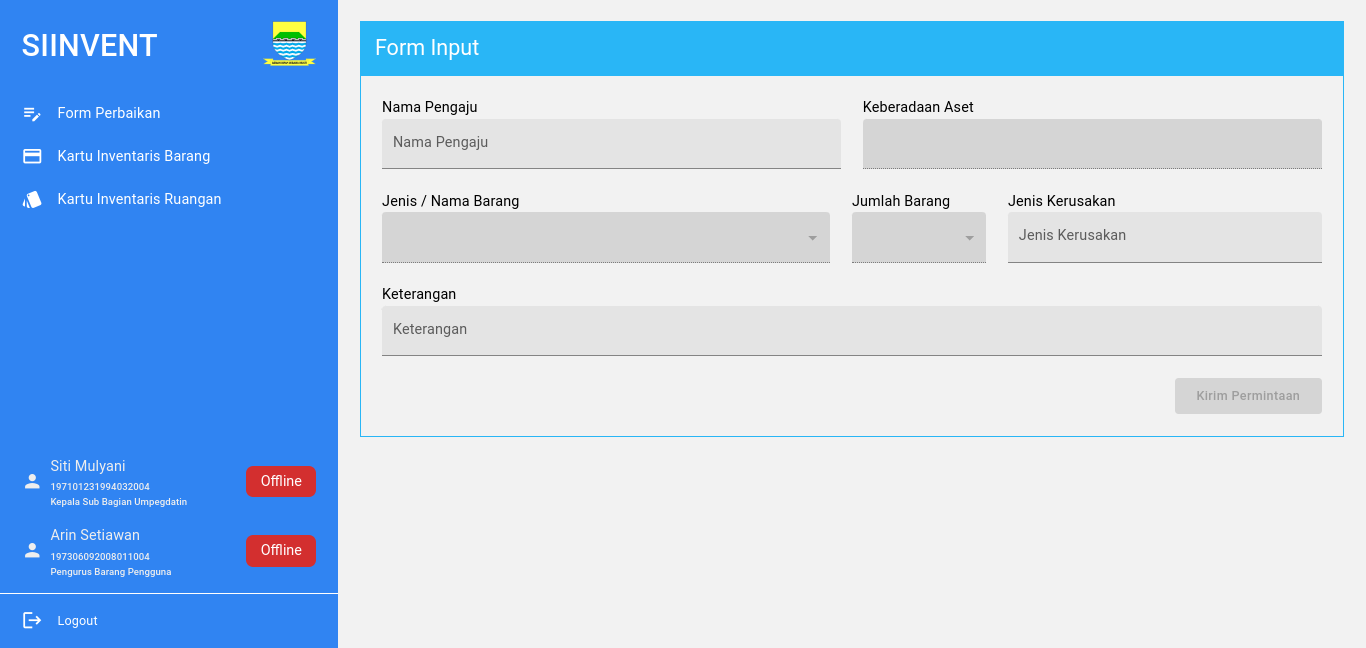 SIINVENT
Form Perbaikan
Kartu Inventaris Barang
Kartu Inventaris Ruangan
Siti Mulyani
197101231994032004
Kepala Sub Bagian Umpegdatin
Offline
Arin Setiawan
197306092008011004
Pengurus Barang Pengguna
Offline
Logout
Form Input
Nama Pengaju
Keberadaan Aset
Nama Pengaju
Jenis / Nama Barang
Jumlah Barang
Jenis Kerusakan
Jenis Kerusakan
Keterangan
Keterangan
Kirim Permintaan